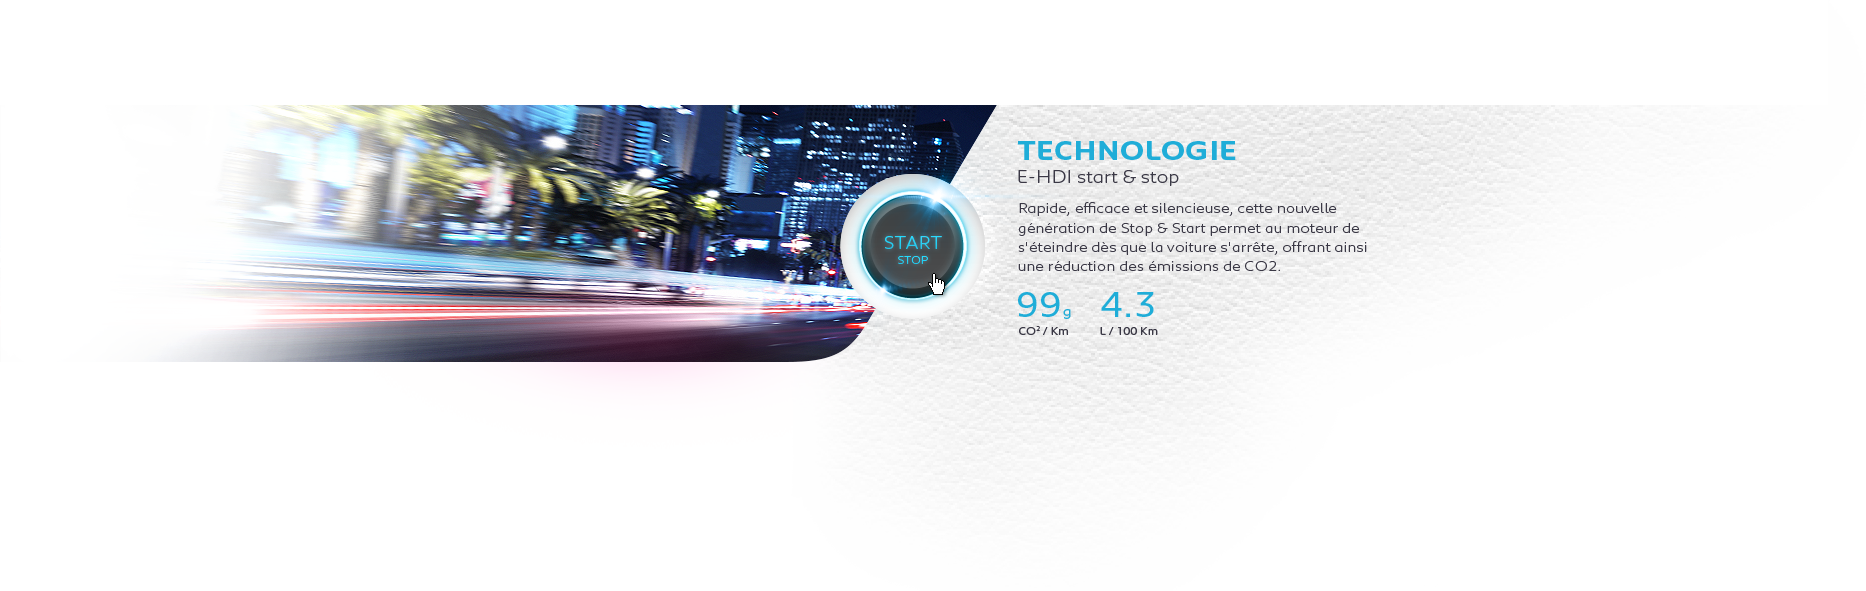 TECHNOLOGIE
E-HDI start & stop
Rapide, efficace et silencieuse, cette nouvelle
génération de Stop & Start permet au moteur de
s'éteindre dès que la voiture s'arrête, offrant ainsi
une réduction des émissions de CO2.
START
STOP
99g 4.3
CO² / Km L / 100 Km